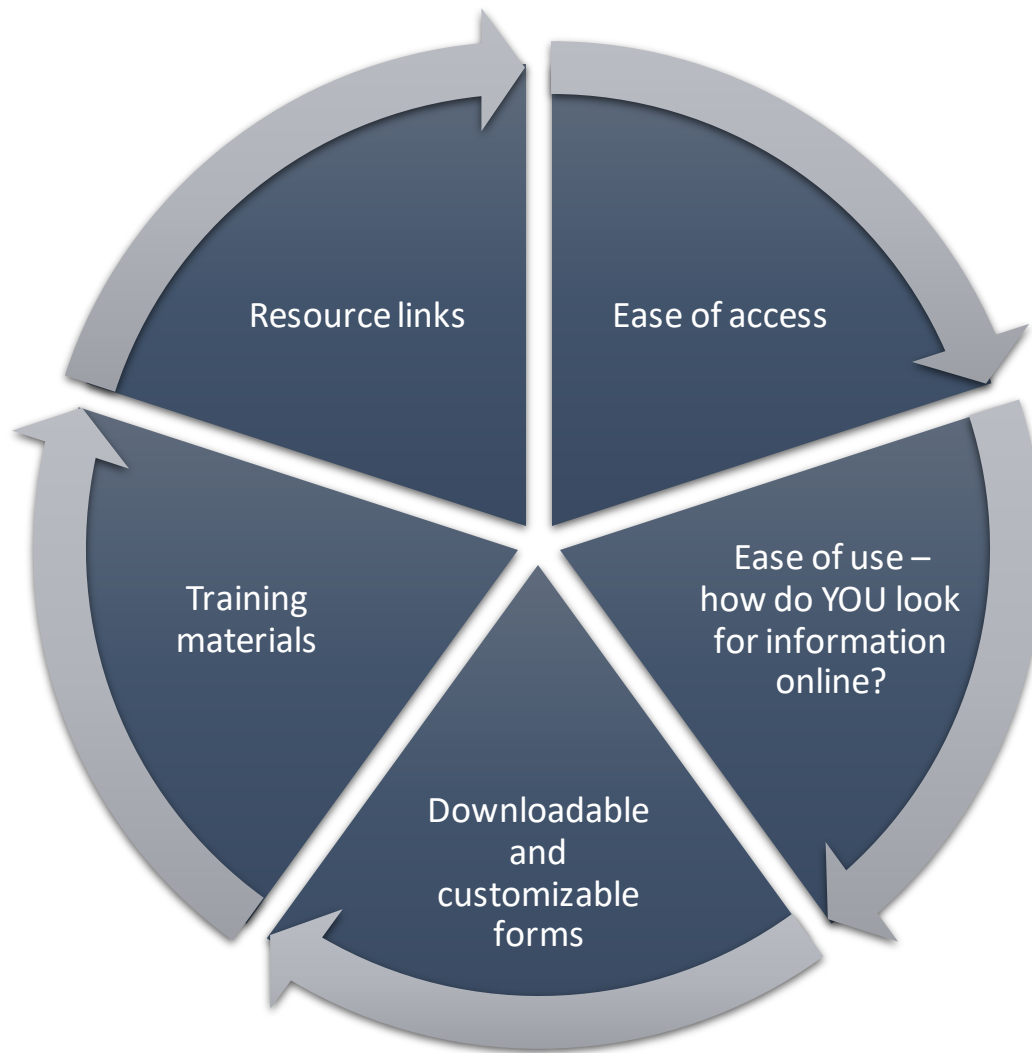 Ease of access
Ease of use –
how do YOU look
for information
online?
Downloadable
and
customizable
forms
Training
materials
Resource links